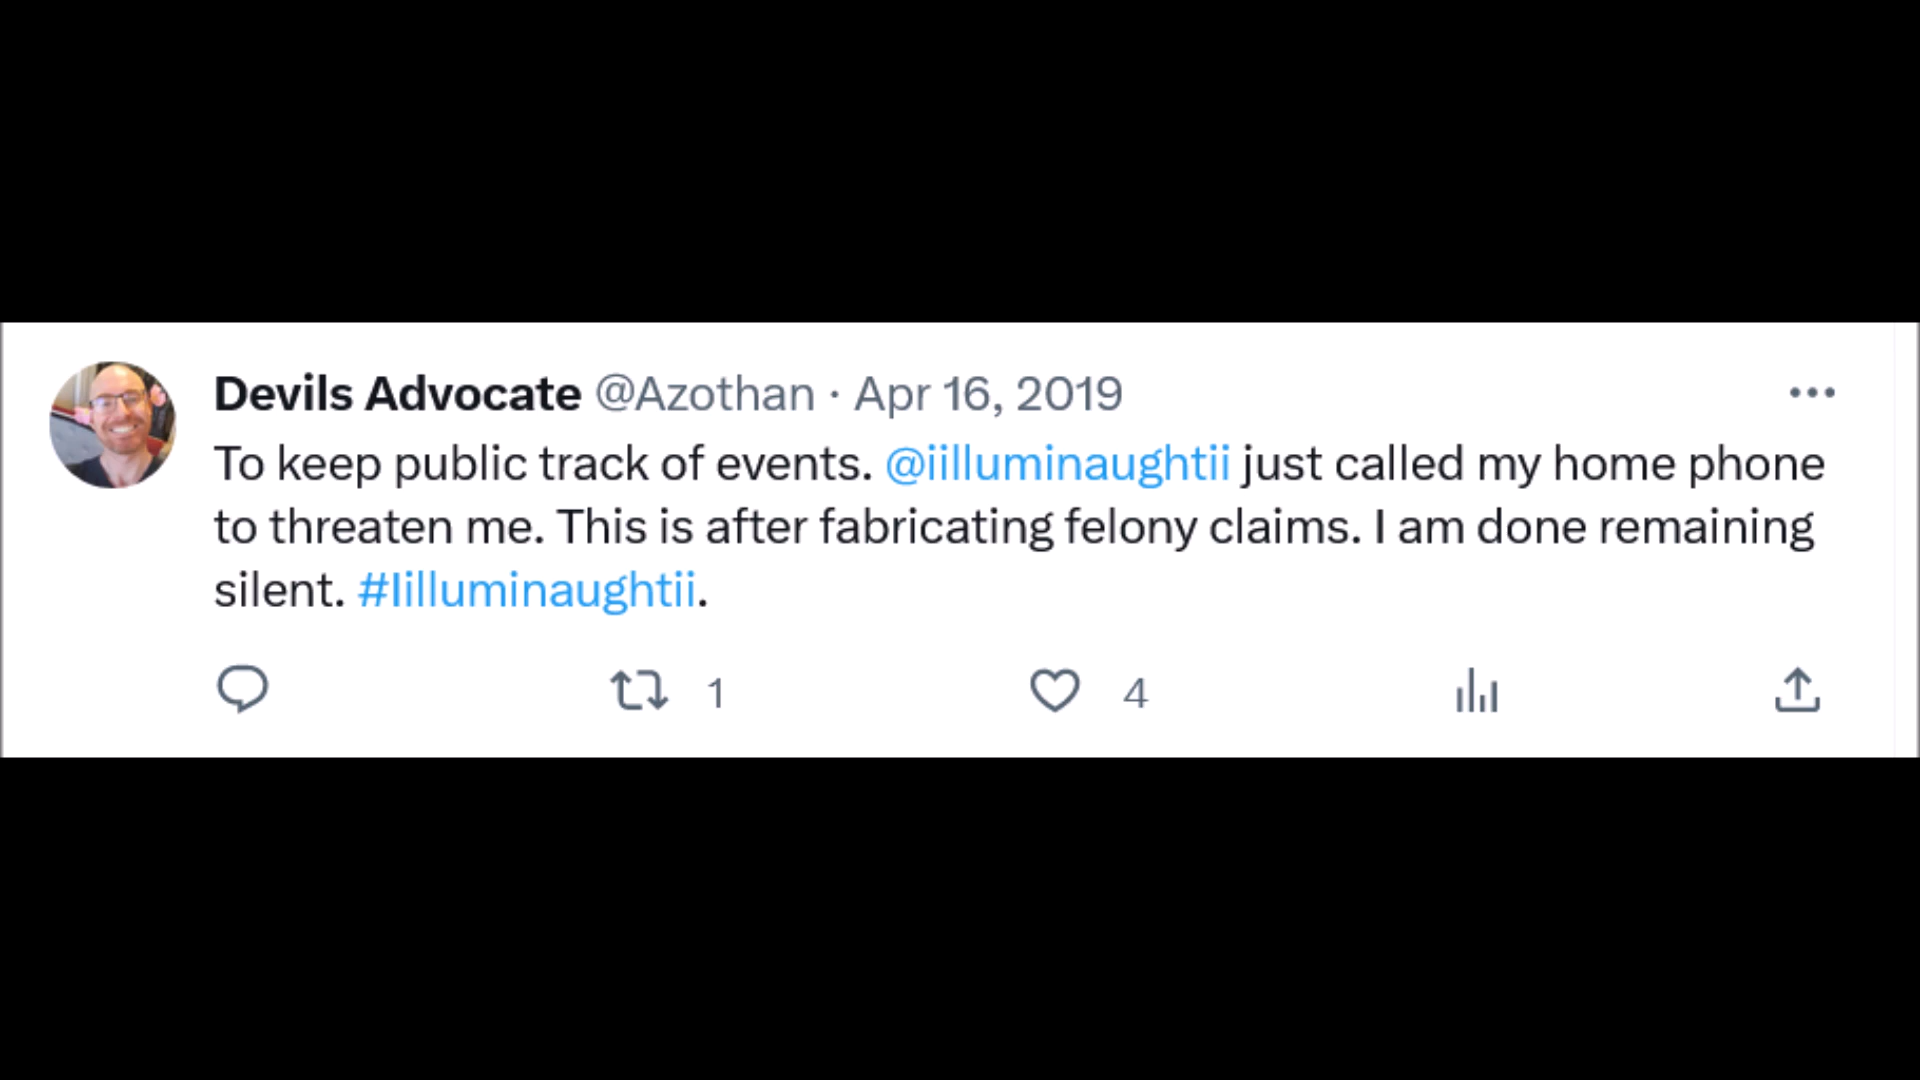 Devils Advocate @Azothan · Apr 16, 2019
To keep public track of events. @iilluminaughtii just called my home phone
to threaten me. This is after fabricating felony claims. I am done remaining
silent. #Iilluminaughtii.
1 4